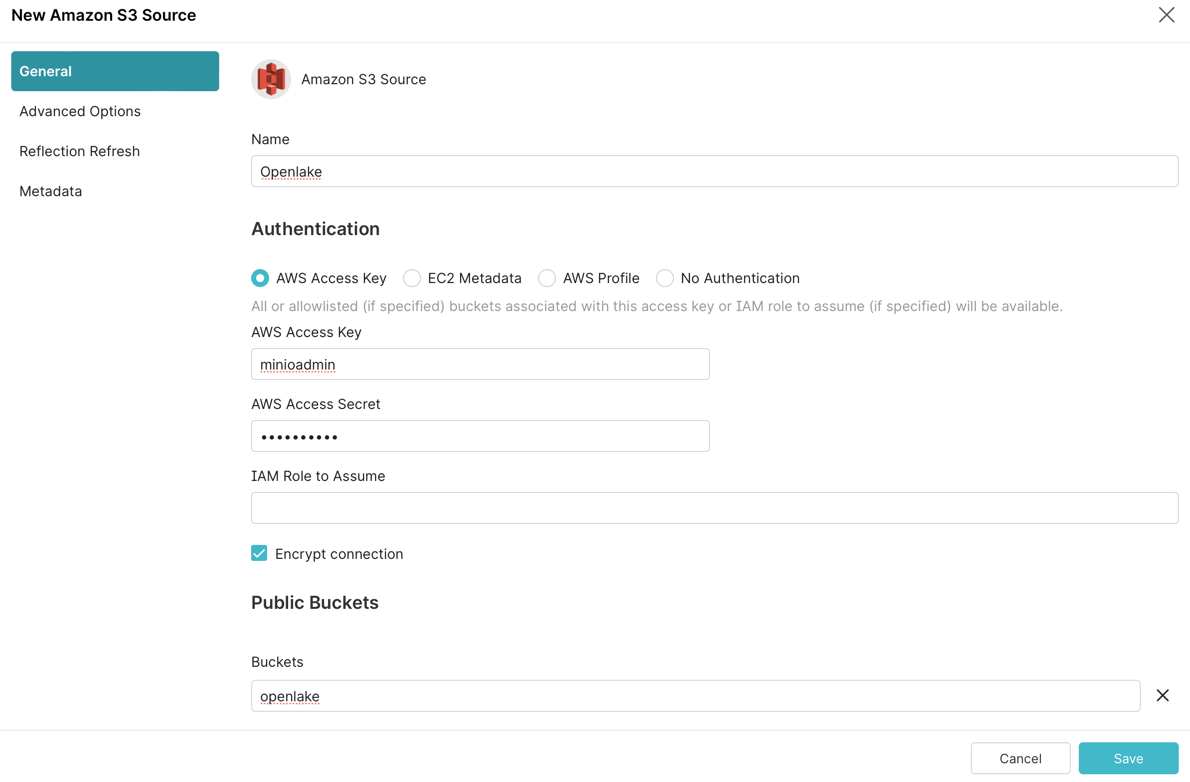 New Amazon S3 Source
General
Advanced Options
Reflection Refresh
Metadata
Amazon S3 Source
Name
Openlake
Authentication
AWS Access Key EC2 Metadata AWS Profile No Authentication
All or allowlisted (if specified) buckets associated with this access key or IAM role to assume (if specified) will be available.
AWS Access Key
minioadmin
AWS Access Secret
••••••••••
IAM Role to Assume
Encrypt connection
Public Buckets
Buckets
openlake
Cancel Save